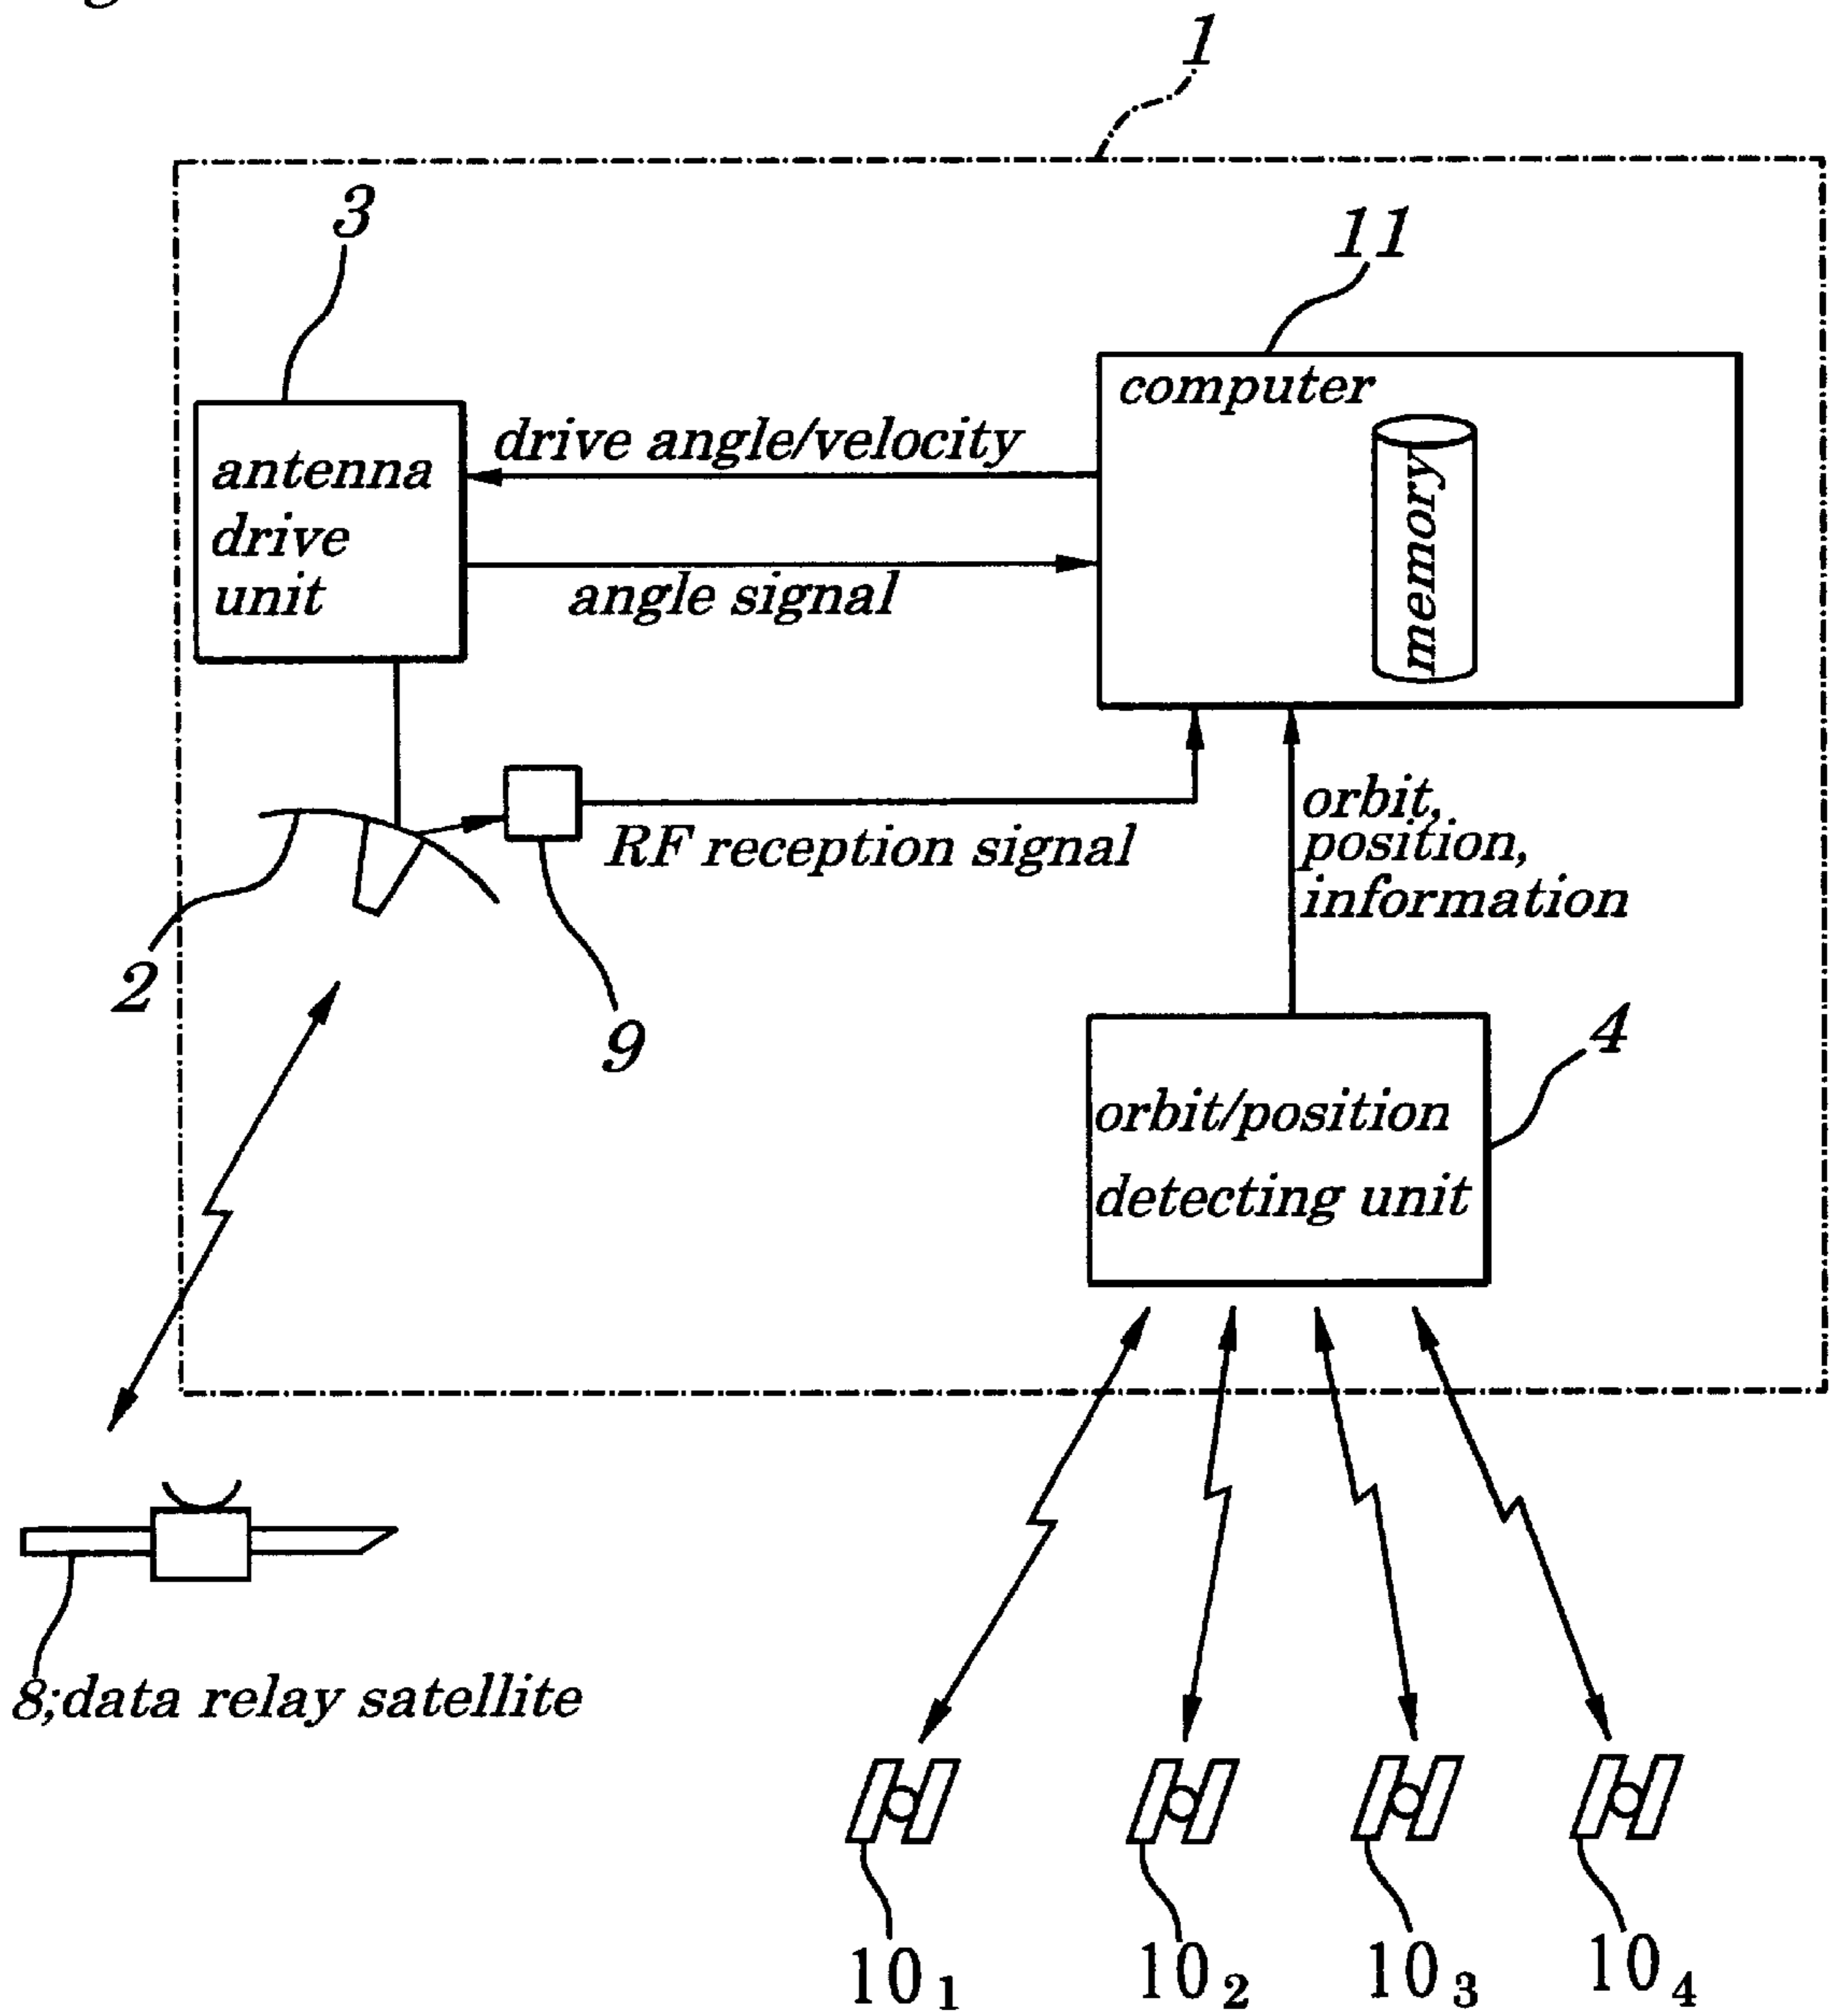 1
3
11
computer
drive angle/velocity
antenna
drive
unit
memory
angle signal
orbit,
position,
information
RF reception signal
2
9
4
orbit/position
detecting unit
8;data relay satellite
10₁
10₂
10₃
10₄